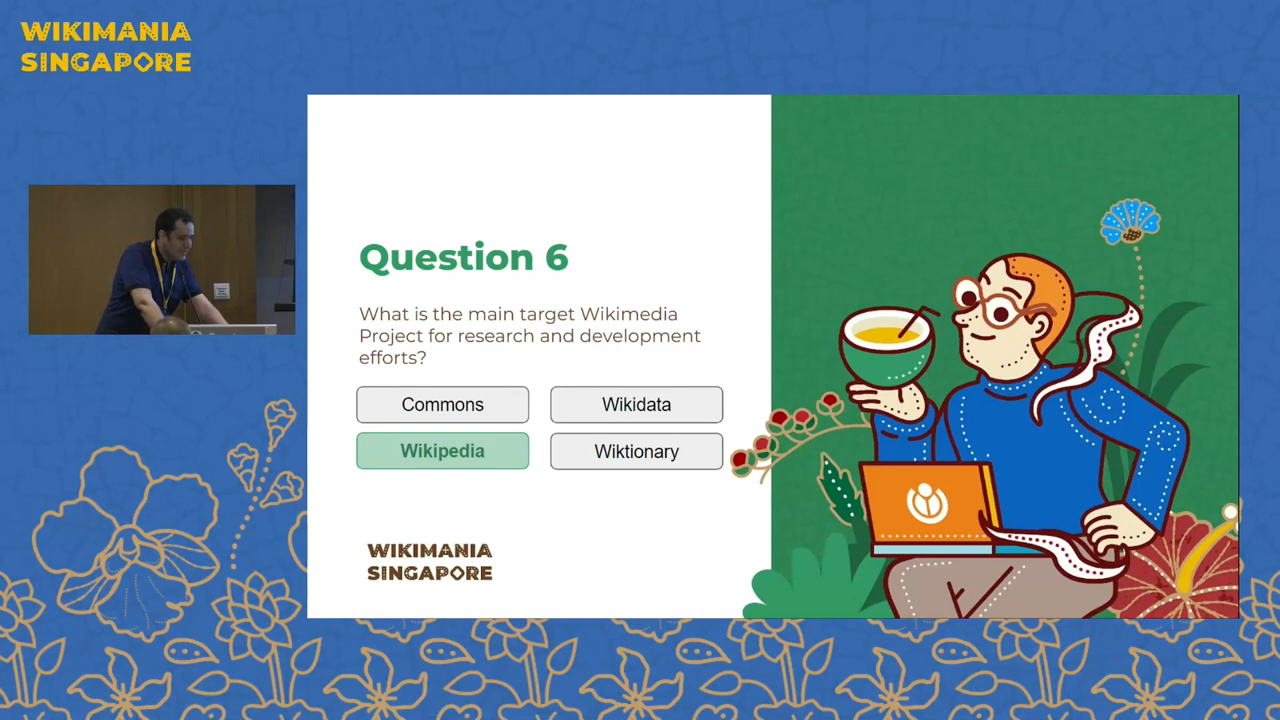 WIKIMANIA
SINGAPORE
Question 6
What is the main target Wikimedia
Project for research and development
efforts?
Commons
Wikidata
Wikipedia
Wiktionary
WIKIMANIA
SINGAPORE